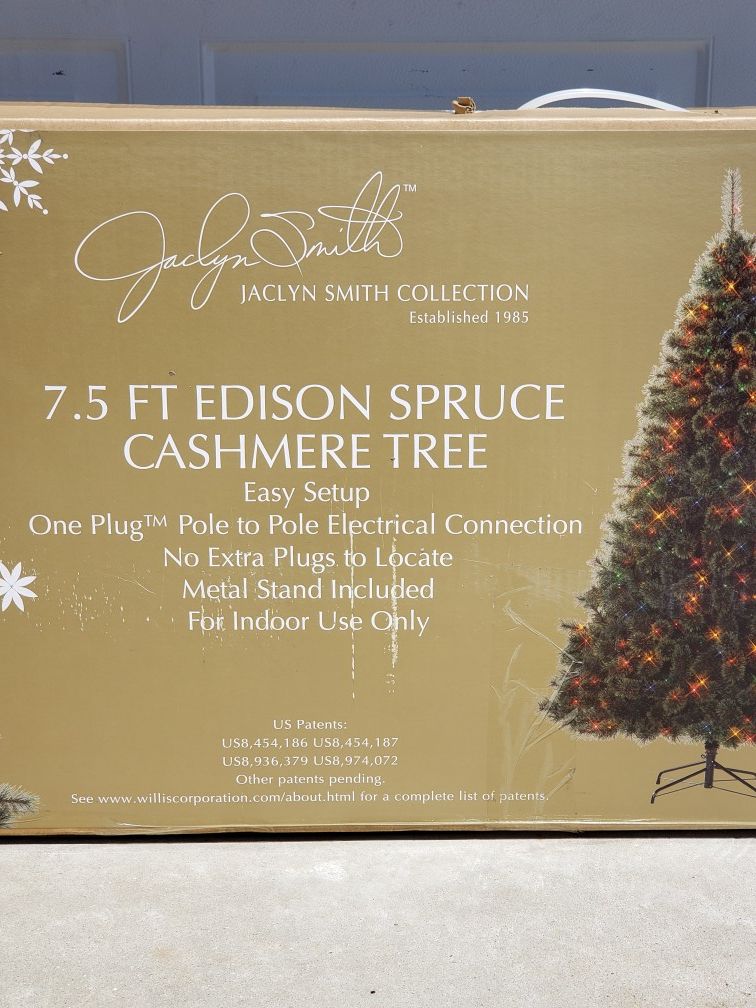 Jaclyn Smith™
JACLYN SMITH COLLECTION
Established 1985
7.5 FT EDISON SPRUCE
CASHMERE TREE
Easy Setup
One Plug™ Pole to Pole Electrical Connection
No Extra Plugs to Locate
Metal Stand Included
For Indoor Use Only
US Patents:
US8,454,186 US8,454,187
US8,936,379 US8,974,072
Other patents pending.
See www.williscorporation.com/about.html for a complete list of patents.